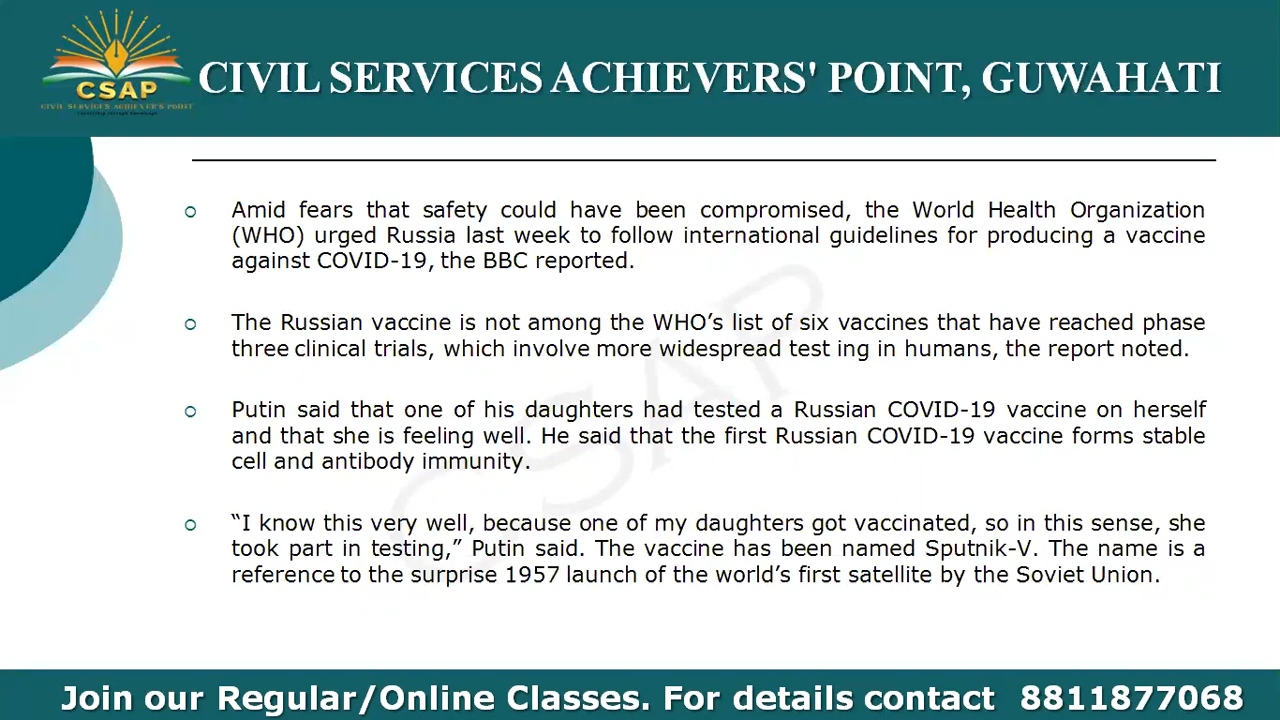 CSAP
CIVIL SERVICES ACHIEVER'S POINT
CIVIL SERVICES ACHIEVERS' POINT, GUWAHATI
Amid fears that safety could have been compromised, the World Health Organization
(WHO) urged Russia last week to follow international guidelines for producing a vaccine
against COVID-19, the BBC reported.
The Russian vaccine is not among the WHO’s list of six vaccines that have reached phase
three clinical trials, which involve more widespread test ing in humans, the report noted.
Putin said that one of his daughters had tested a Russian COVID-19 vaccine on herself
and that she is feeling well. He said that the first Russian COVID-19 vaccine forms stable
cell and antibody immunity.
“I know this very well, because one of my daughters got vaccinated, so in this sense, she
took part in testing,” Putin said. The vaccine has been named Sputnik-V. The name is a
reference to the surprise 1957 launch of the world’s first satellite by the Soviet Union.
CSAP
Join our Regular/Online Classes. For details contact 8811877068